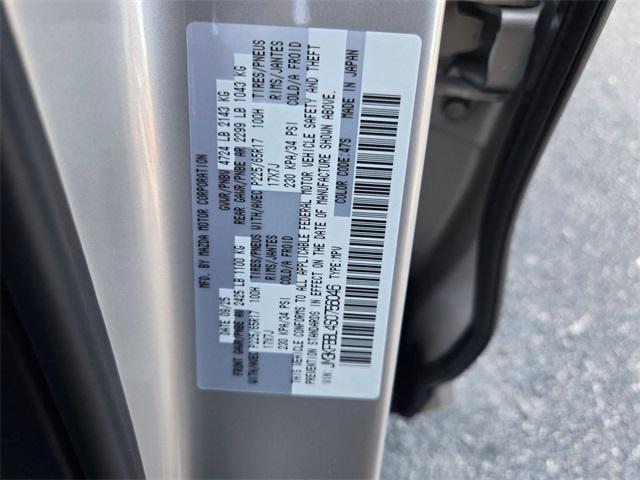 MFD. BY MAZDA MOTOR CORPORATION
DATE 09/25 GVWR/PNBV 4724 LB 2143 KG
FRONT GAWR/PNBE AV 2425 LB 1100 KG REAR GAWR/PNBE AR 2299 LB 1043 KG
WITH/AVEC P225/65R17 100H TIRES/PNEUS WITH/AVEC P225/65R17 100H TIRES/PNEUS
17X7J RIMS/JANTES 17X7J RIMS/JANTES
230 KPA/34 PSI COLD/A FROID 230 KPA/34 PSI COLD/A FROID
THIS VEHICLE CONFORMS TO ALL APPLICABLE FEDERAL MOTOR VEHICLE SAFETY AND THEFT
PREVENTION STANDARDS IN EFFECT ON THE DATE OF MANUFACTURE SHOWN ABOVE.
VIN: TYPE:MPV COLOR CODE:47S MADE IN JAPAN